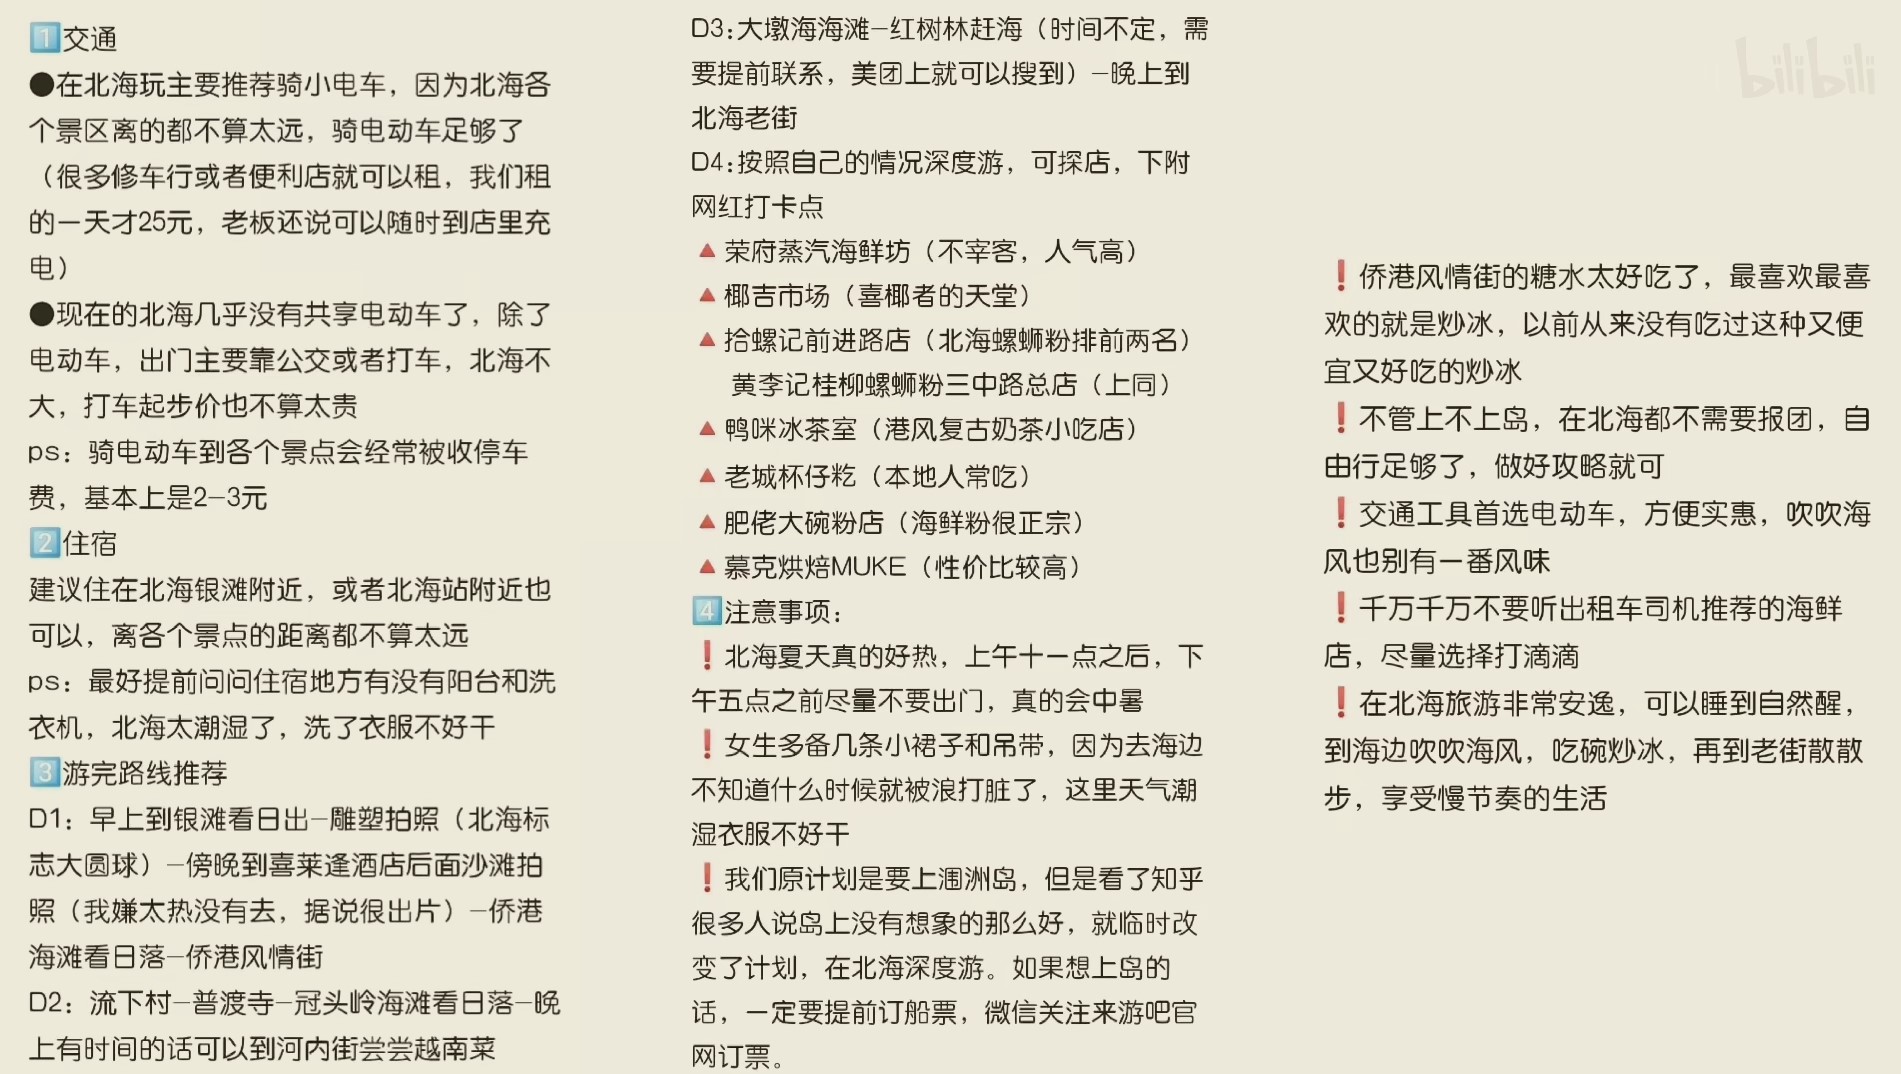 1️⃣交通
●在北海玩主要推荐骑小电车，因为北海各
个景区离的都不算太远，骑电动车足够了
（很多修车行或者便利店就可以租，我们租
的一天才25元，老板还说可以随时到店里充
电）
●现在的北海几乎没有共享电动车了，除了
电动车，出门主要靠公交或者打车，北海不
大，打车起步价也不算太贵
ps：骑电动车到各个景点会经常被收停车
费，基本上是2—3元
2️⃣住宿
建议住在北海银滩附近，或者北海站附近也
可以，离各个景点的距离都不算太远
ps：最好提前问问住宿地方有没有阳台和洗
衣机，北海太潮湿了，洗了衣服不好干
3️⃣游完路线推荐
D1：早上到银滩看日出—雕塑拍照（北海标
志大圆球）—傍晚到喜莱逢酒店后面沙滩拍
照（我嫌太热没有去，据说很出片）—侨港
海滩看日落—侨港风情街
D2：流下村—普渡寺—冠头岭海滩看日落—晚
上有时间的话可以到河内街尝尝越南菜
D3:大墩海海滩—红树林赶海（时间不定，需
要提前联系，美团上就可以搜到）—晚上到
北海老街
D4:按照自己的情况深度游，可探店，下附
网红打卡点
🔺荣府蒸汽海鲜坊（不宰客，人气高）
🔺椰吉市场（喜椰者的天堂）
🔺拾螺记前进路店（北海螺蛳粉排前两名）
黄李记桂柳螺蛳粉三中路总店（上同）
🔺鸭咪冰茶室（港风复古奶茶小吃店）
🔺老城杯仔籺（本地人常吃）
🔺肥佬大碗粉店（海鲜粉很正宗）
🔺慕克烘焙MUKE（性价比较高）
4️⃣注意事项：
❗北海夏天真的好热，上午十一点之后，下
午五点之前尽量不要出门，真的会中暑
❗女生多备几条小裙子和吊带，因为去海边
不知道什么时候就被浪打脏了，这里天气潮
湿衣服不好干
❗我们原计划是要上涠洲岛，但是看了知乎
很多人说岛上没有想象的那么好，就临时改
变了计划，在北海深度游。如果想上岛的
话，一定要提前订船票，微信关注来游吧官
网订票。
bilibili
❗侨港风情街的糖水太好吃了，最喜欢最喜
欢的就是炒冰，以前从来没有吃过这种又便
宜又好吃的炒冰
❗不管上不上岛，在北海都不需要报团，自
由行足够了，做好攻略就可
❗交通工具首选电动车，方便实惠，吹吹海
风也别有一番风味
❗千万千万不要听出租车司机推荐的海鲜
店，尽量选择打滴滴
❗在北海旅游非常安逸，可以睡到自然醒，
到海边吹吹海风，吃碗炒冰，再到老街散散
步，享受慢节奏的生活